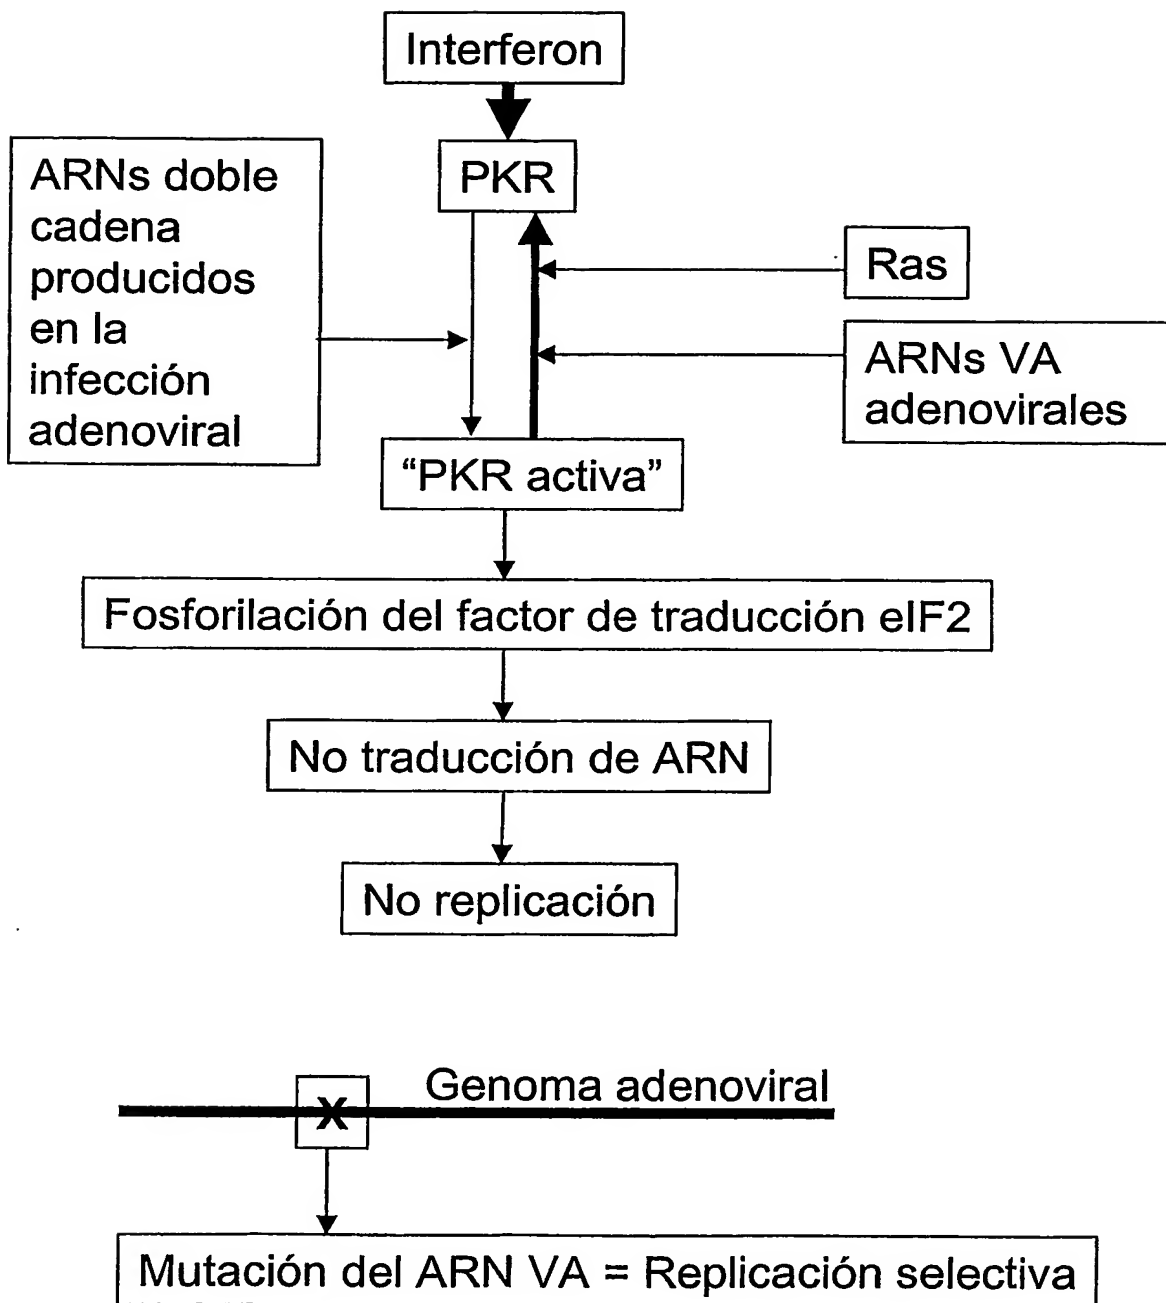 Interferon
PKR
ARNs doble
cadena
producidos
en la
infección
adenoviral
Ras
ARNs VA
adenovirales
“PKR activa”
Fosforilación del factor de traducción eIF2
No traducción de ARN
No replicación
Genoma adenoviral
X
Mutación del ARN VA = Replicación selectiva